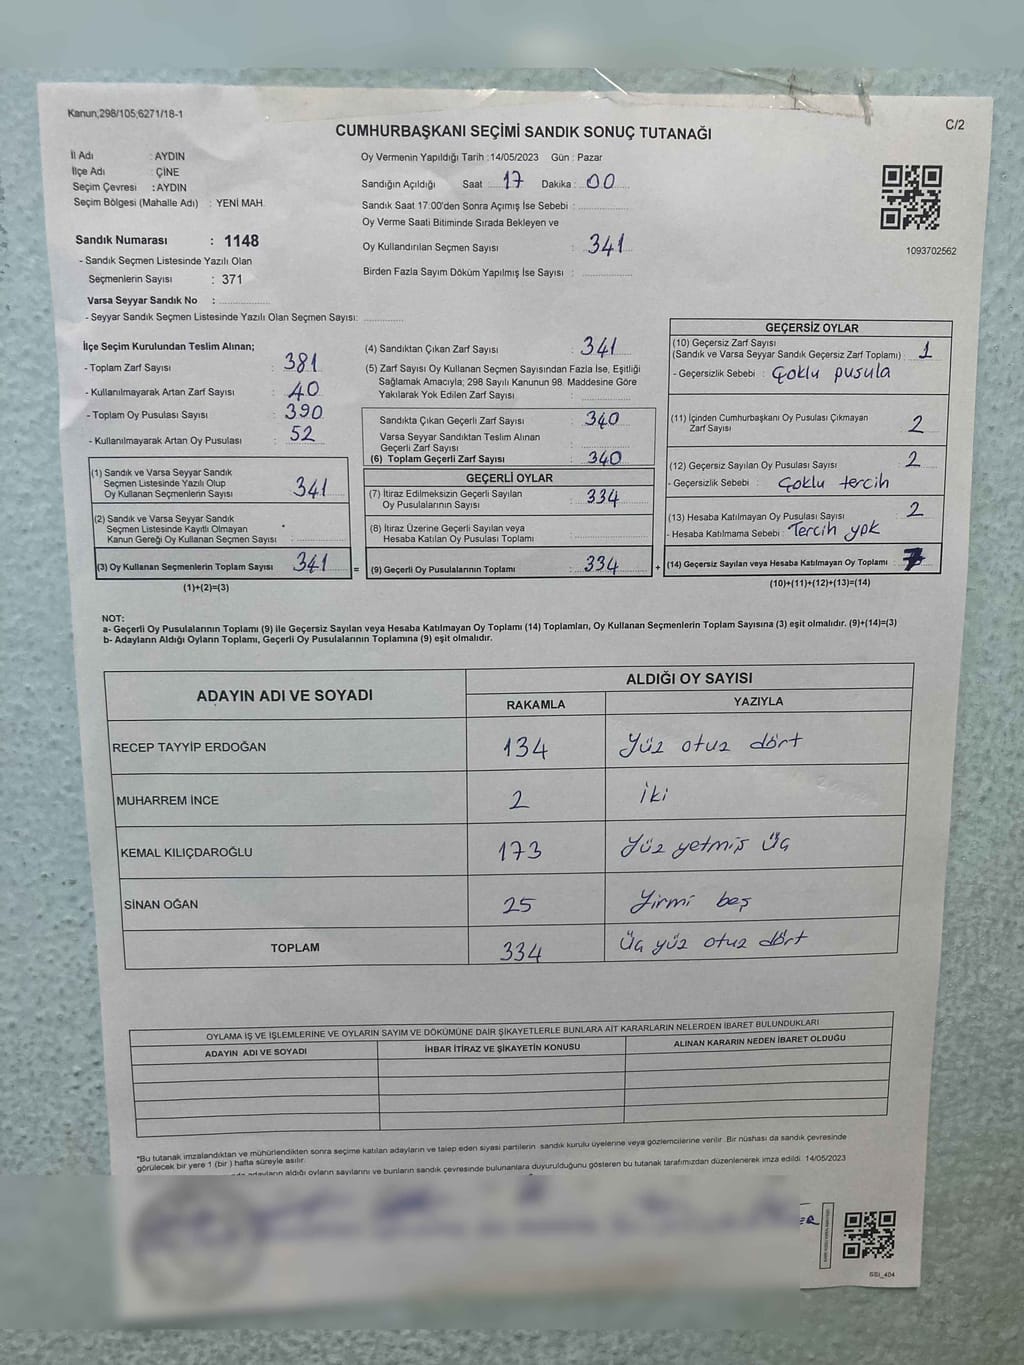 Kanun;298/105;6271/18-1
C/2
CUMHURBAŞKANI SEÇİMİ SANDIK SONUÇ TUTANAĞI
İl Adı : AYDIN
İlçe Adı : ÇİNE
Seçim Çevresi : AYDIN
Seçim Bölgesi (Mahalle Adı) : YENİ MAH.
Sandık Numarası : 1148
- Sandık Seçmen Listesinde Yazılı Olan
Seçmenlerin Sayısı : 371
Varsa Seyyar Sandık No :
- Seyyar Sandık Seçmen Listesinde Yazılı Olan Seçmen Sayısı:
Oy Vermenin Yapıldığı Tarih :14/05/2023 Gün : Pazar
Sandığın Açıldığı Saat : 17 Dakika : 00
Sandık Saat 17:00'den Sonra Açımış İse Sebebi :
Oy Verme Saati Bitiminde Sırada Bekleyen ve
Oy Kullandırılan Seçmen Sayısı : 341
Birden Fazla Sayım Döküm Yapılmış İse Sayısı :
1093702562
İlçe Seçim Kurulundan Teslim Alınan;
- Toplam Zarf Sayısı : 381
- Kullanılmayarak Artan Zarf Sayısı : 40
- Toplam Oy Pusulası Sayısı : 390
- Kullanılmayarak Artan Oy Pusulası : 52
(1) Sandık ve Varsa Seyyar Sandık
Seçmen Listesinde Yazılı Olup
Oy Kullanan Seçmenlerin Sayısı : 341
(2) Sandık ve Varsa Seyyar Sandık
Seçmen Listesinde Kayıtlı Olmayan
Kanun Gereği Oy Kullanan Seçmen Sayısı :
(3) Oy Kullanan Seçmenlerin Toplam Sayısı : 341
(1)+(2)=(3)
(4) Sandıktan Çıkan Zarf Sayısı : 341
(5) Zarf Sayısı Oy Kullanan Seçmen Sayısından Fazla İse, Eşitliği
Sağlamak Amacıyla; 298 Sayılı Kanunun 98. Maddesine Göre
Yakılarak Yok Edilen Zarf Sayısı :
Sandıkta Çıkan Geçerli Zarf Sayısı : 340
Varsa Seyyar Sandıktan Teslim Alınan
Geçerli Zarf Sayısı :
(6) Toplam Geçerli Zarf Sayısı : 340
GEÇERLİ OYLAR
(7) İtiraz Edilmeksizin Geçerli Sayılan
Oy Pusulalarının Sayısı : 334
(8) İtiraz Üzerine Geçerli Sayılan veya
Hesaba Katılan Oy Pusulası Toplamı :
= (9) Geçerli Oy Pusulalarının Toplamı : 334
GEÇERSİZ OYLAR
(10) Geçersiz Zarf Sayısı
(Sandık ve Varsa Seyyar Sandık Geçersiz Zarf Toplamı) : 1
- Geçersizlik Sebebi : Çoklu pusula
(11) İçinden Cumhurbaşkanı Oy Pusulası Çıkmayan
Zarf Sayısı : 2
(12) Geçersiz Sayılan Oy Pusulası Sayısı : 2
- Geçersizlik Sebebi : Çoklu tercih
(13) Hesaba Katılmayan Oy Pusulası Sayısı : 2
- Hesaba Katılmama Sebebi : Tercih yok
+ (14) Geçersiz Sayılan veya Hesaba Katılmayan Oy Toplamı : 7
(10)+(11)+(12)+(13)=(14)
NOT:
a- Geçerli Oy Pusulalarının Toplamı (9) ile Geçersiz Sayılan veya Hesaba Katılmayan Oy Toplamı (14) Toplamları, Oy Kullanan Seçmenlerin Toplam Sayısına (3) eşit olmalıdır. (9)+(14)=(3)
b- Adayların Aldığı Oyların Toplamı, Geçerli Oy Pusulalarının Toplamına (9) eşit olmalıdır.
ADAYIN ADI VE SOYADI
ALDIĞI OY SAYISI
RAKAMLA YAZIYLA
RECEP TAYYİP ERDOĞAN 134 Yüz otuz dört
MUHARREM İNCE 2 İki
KEMAL KILIÇDAROĞLU 173 Yüz yetmiş Üç
SİNAN OĞAN 25 Yirmi beş
TOPLAM 334 Üç yüz otuz dört
OYLAMA İŞ VE İŞLEMLERİNE VE OYLARIN SAYIM VE DÖKÜMÜNE DAİR ŞİKAYETLERLE BUNLARA AİT KARARLARIN NELERDEN İBARET BULUNDUKLARI
ADAYIN ADI VE SOYADI İHBAR İTİRAZ VE ŞİKAYETİN KONUSU ALINAN KARARIN NEDEN İBARET OLDUĞU
*Bu tutanak imzalandıktan ve mühürlendikten sonra seçime katılan adayların ve talep eden siyasi partilerin sandık kurulu üyelerine veya gözlemcilerine verilir. Bir nüshası da sandık çevresinde
görülecek bir yere 1 (bir ) hafta süreyle asılır.
adayların aldığı oyların sayılarını ve bunların sandık çevresinde bulunanlara duyurulduğunu gösteren bu tutanak tarafımızdan düzenlenerek imza edildi. 14/05/2023
SSI_404